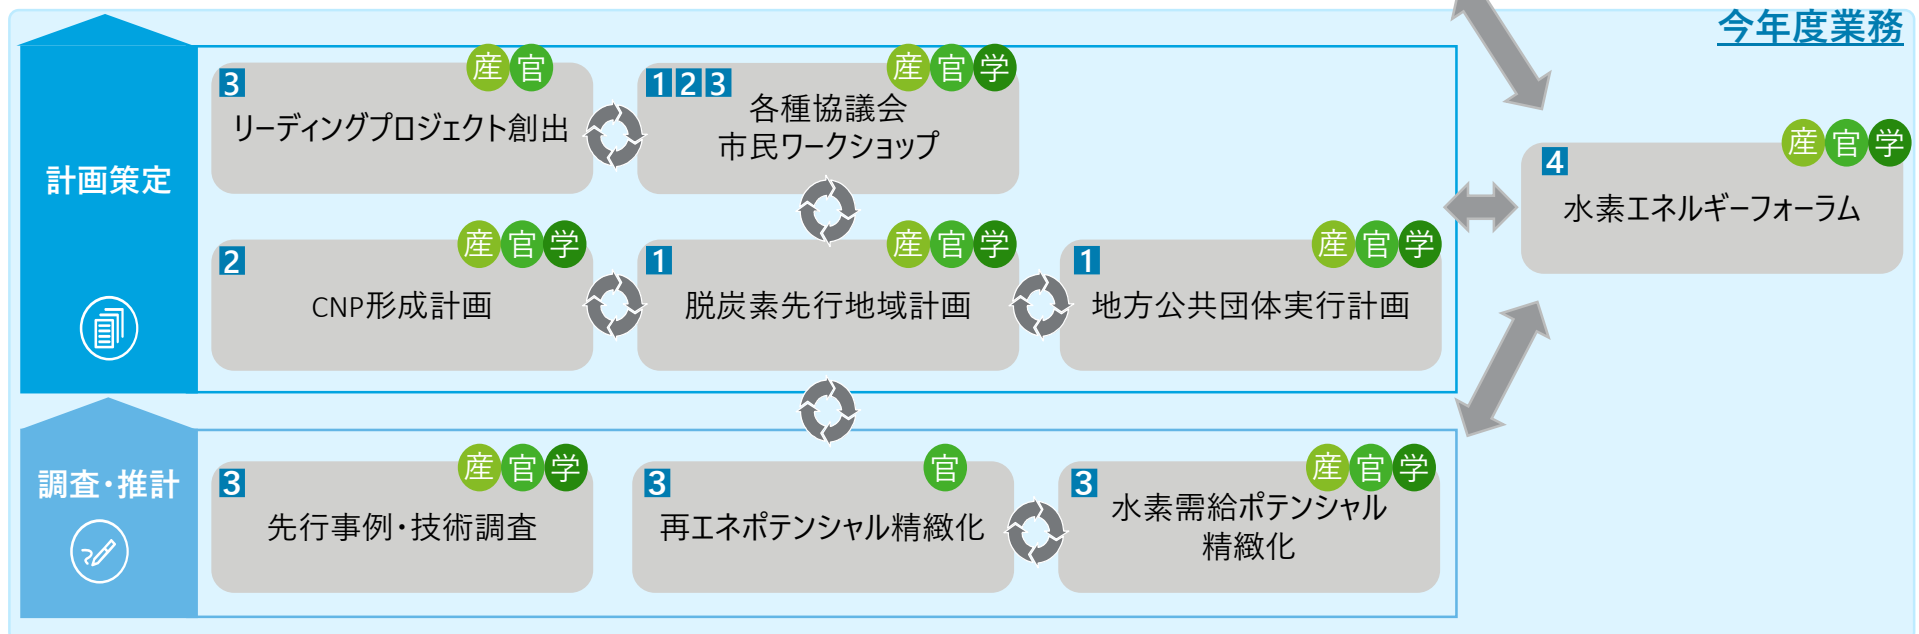 今年度業務
計画策定
3
産官
リーディングプロジェクト創出
1 2 3
産官学
各種協議会
市民ワークショップ
2
産官学
CNP形成計画
1
産官学
脱炭素先行地域計画
1
産官学
地方公共団体実行計画
4
産官学
水素エネルギーフォーラム
調査・推計
3
産官学
先行事例・技術調査
3
官
再エネポテンシャル精緻化
3
産官学
水素需給ポテンシャル
精緻化